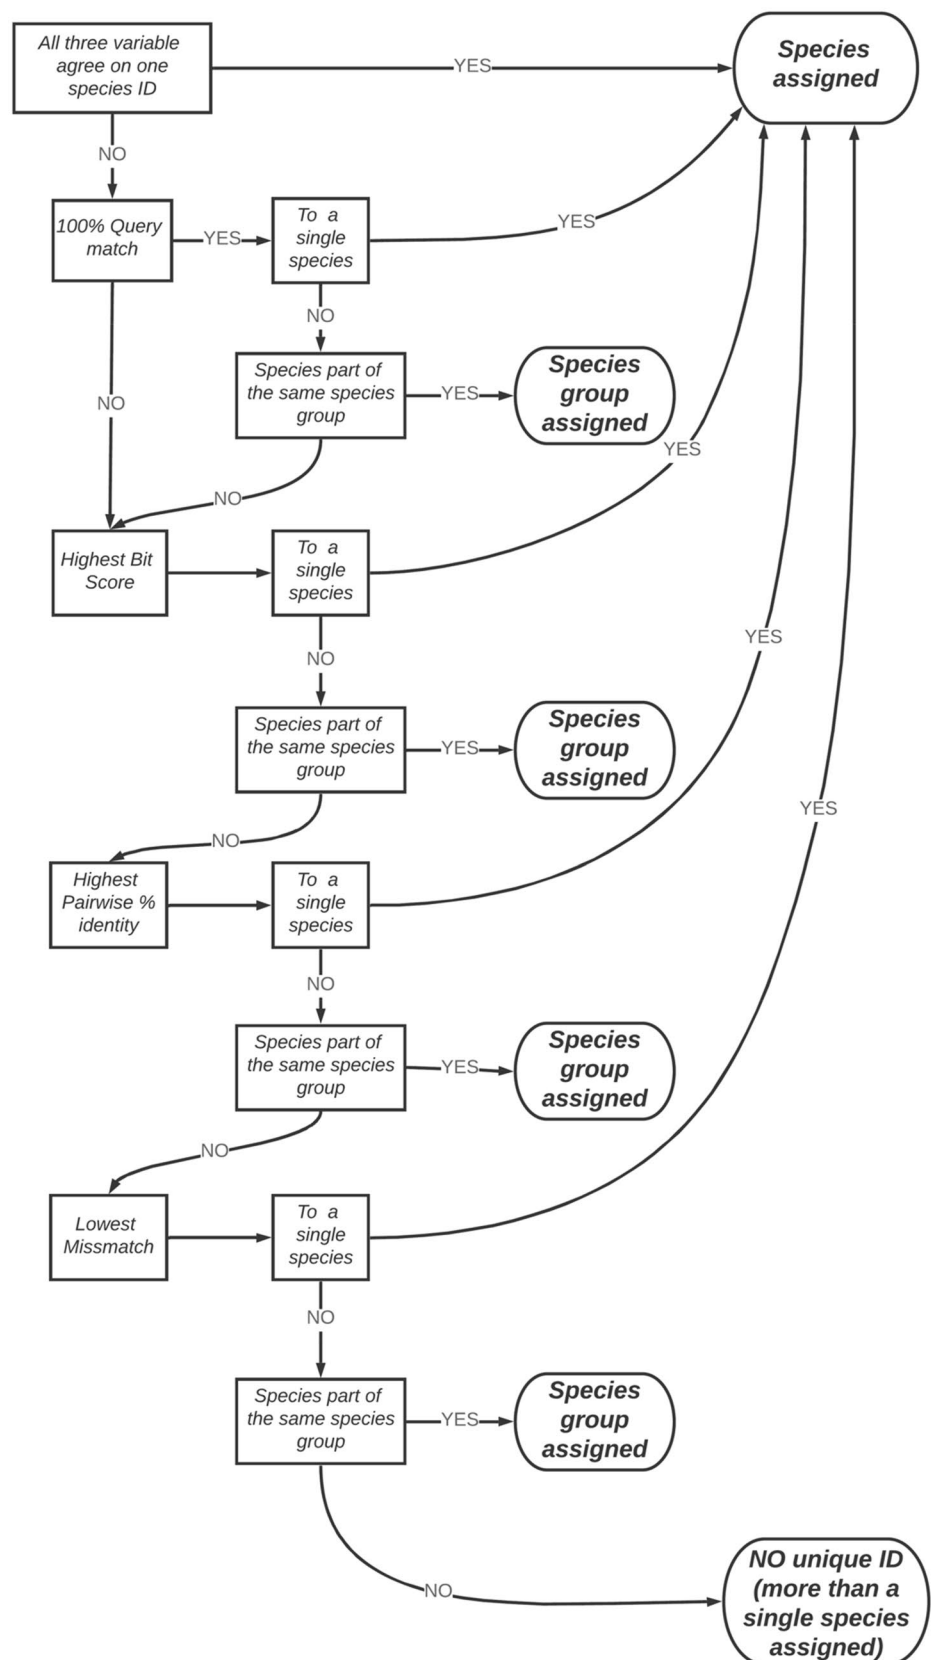 All three variable
agree on one
species ID
YES
Species
assigned
NO
100% Query
match
YES
To a
single
species
YES
NO
Species part of
the same species
group
YES
Species
group
assigned
NO
YES
NO
Highest Bit
Score
To a
single
species
YES
NO
Species part of
the same species
group
YES
Species
group
assigned
YES
NO
Highest
Pairwise %
identity
To a
single
species
NO
Species part of
the same species
group
YES
Species
group
assigned
NO
Lowest
Missmatch
To a
single
species
NO
Species part of
the same species
group
YES
Species
group
assigned
NO
NO unique ID
(more than a
single species
assigned)